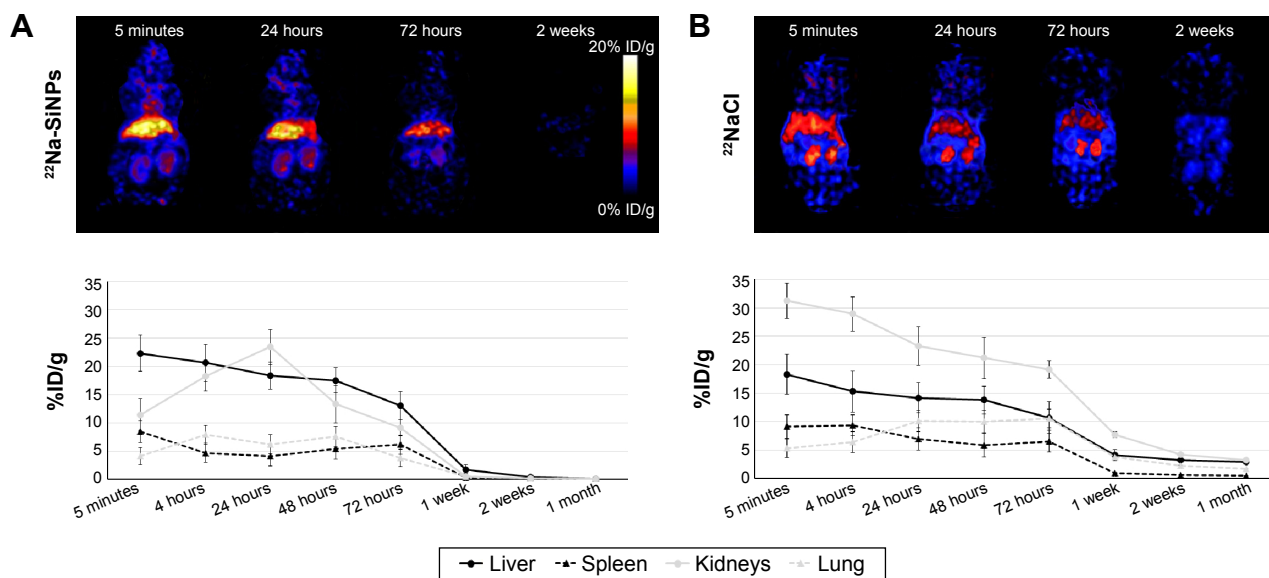 A
5 minutes
24 hours
72 hours
2 weeks
20% ID/g
0% ID/g
²²Na-SiNPs
B
5 minutes
24 hours
72 hours
2 weeks
²²NaCl
%ID/g
35
30
25
20
15
10
5
0
5 minutes
4 hours
24 hours
48 hours
72 hours
1 week
2 weeks
1 month
%ID/g
35
30
25
20
15
10
5
0
5 minutes
4 hours
24 hours
48 hours
72 hours
1 week
2 weeks
1 month
Liver Spleen Kidneys Lung